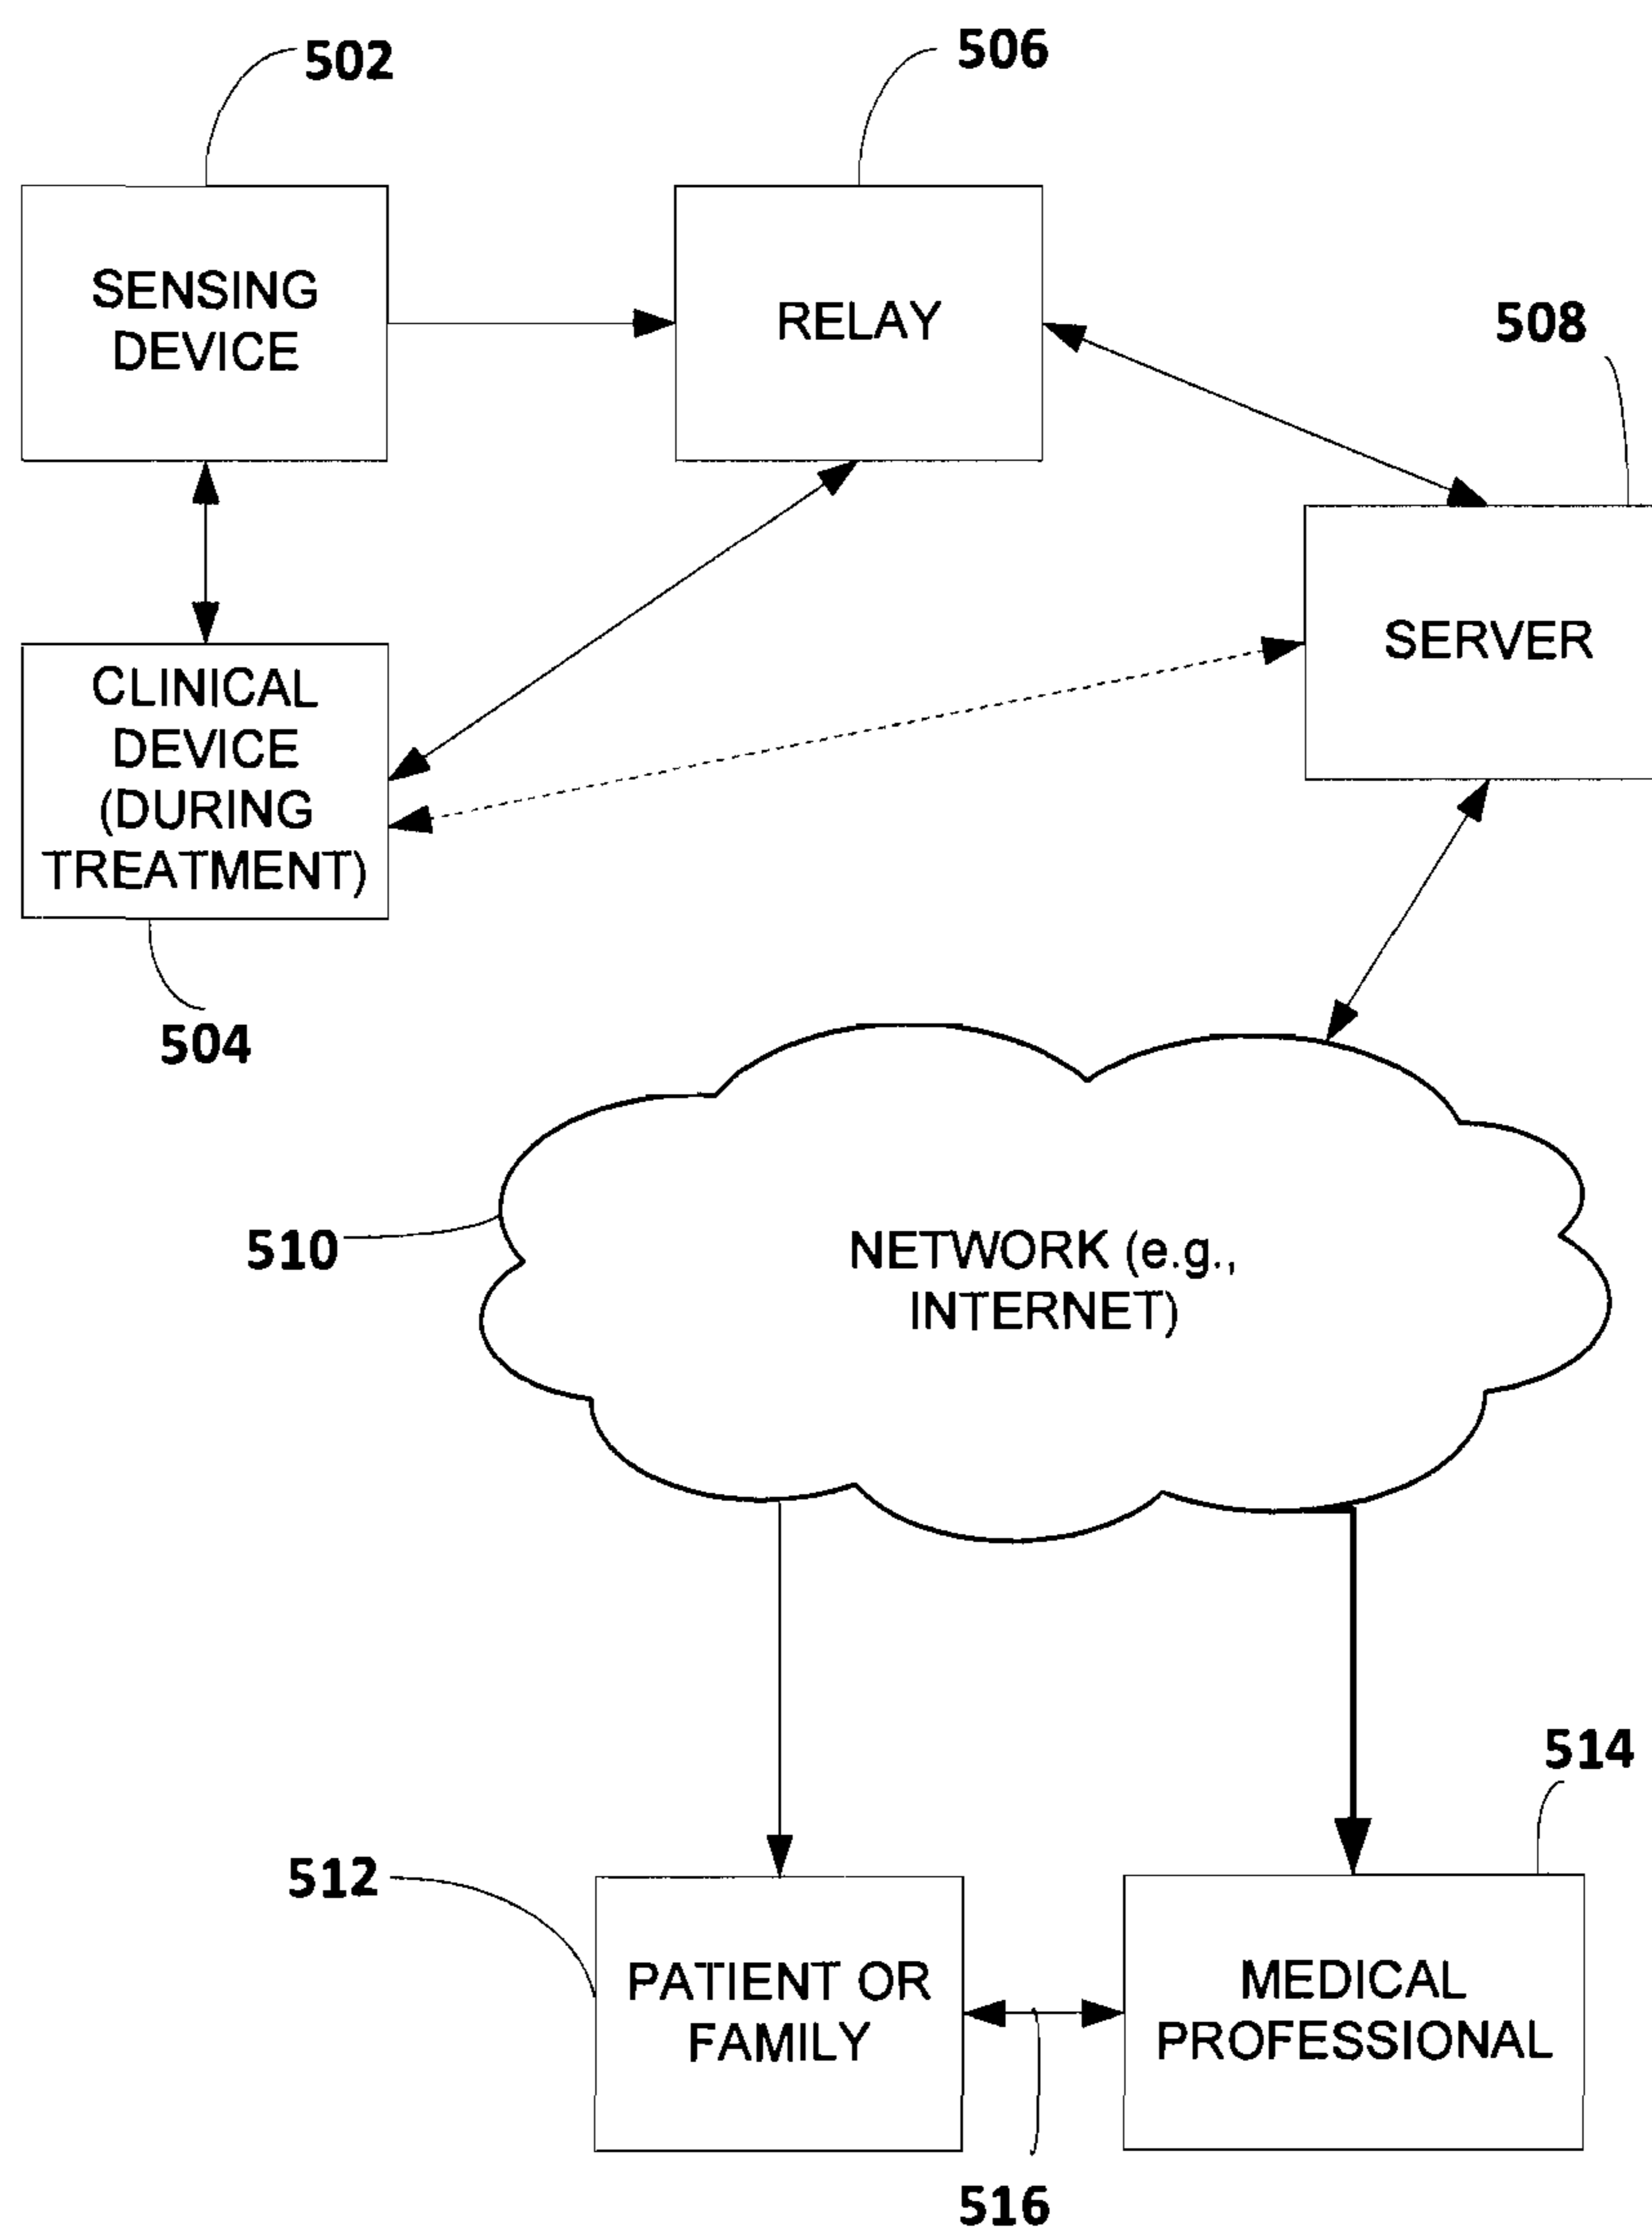 502
506
SENSING
DEVICE
RELAY
508
SERVER
CLINICAL
DEVICE
(DURING
TREATMENT)
504
510
NETWORK (e.g.,
INTERNET)
514
512
PATIENT OR
FAMILY
MEDICAL
PROFESSIONAL
516